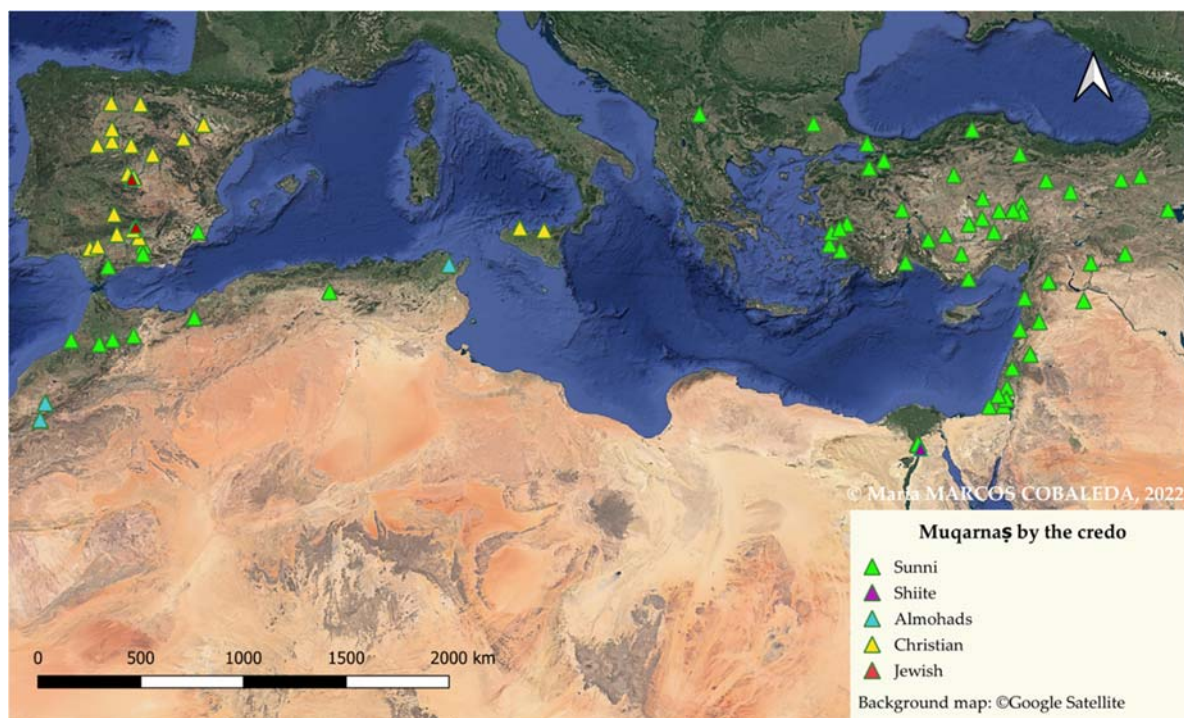 © María MARCOS COBALEDA, 2022
Muqarnaṣ by the credo
Sunni
Shiite
Almohads
Christian
Jewish
Background map: ©Google Satellite
0 500 1000 1500 2000 km